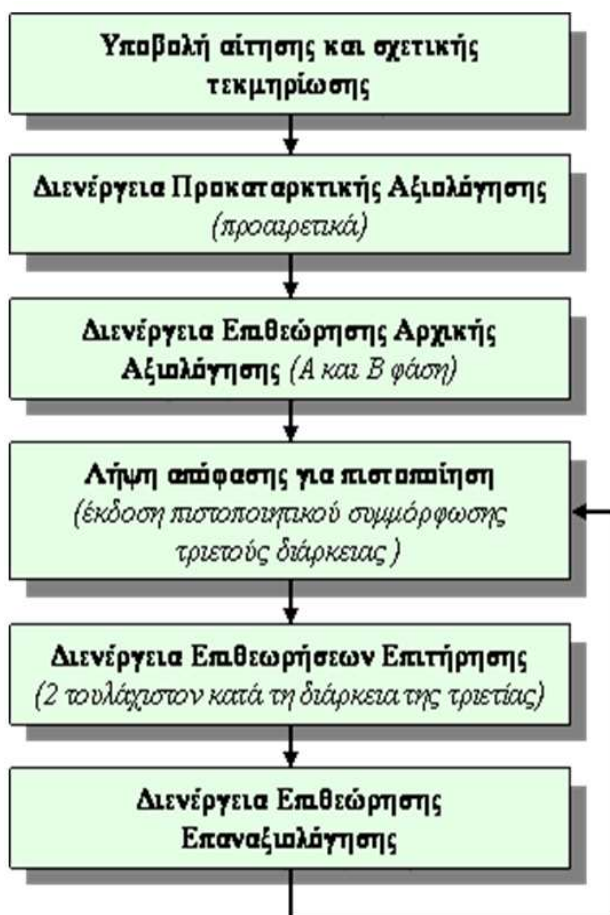 Υποβολή αίτησης και σχετικής
τεκμηρίωσης
Διενέργεια Προκαταρκτικής Αξιολόγησης
(προαιρετικά)
Διενέργεια Επιθεώρησης Αρχικής
Αξιολόγησης (Α και Β φάση)
Λήψη απόφασης για πιστοποίηση
(έκδοση πιστοποιητικού συμμόρφωσης
τριετούς διάρκειας )
Διενέργεια Επιθεωρήσεων Επιτήρησης
(2 τουλάχιστον κατά τη διάρκεια της τριετίας)
Διενέργεια Επιθεώρησης
Επαναξιολόγησης